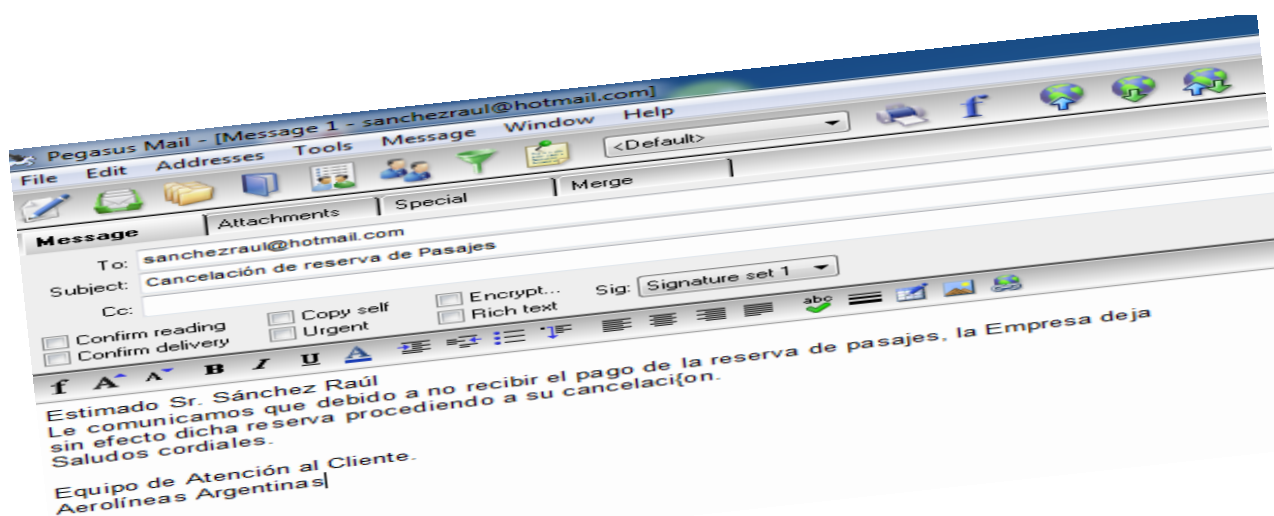 Pegasus Mail - [Message 1 - sanchezraul@hotmail.com]
File Edit Addresses Tools Message Window Help
<Default>
Message Attachments Special Merge
To: sanchezraul@hotmail.com
Subject: Cancelación de reserva de Pasajes
Cc:
Confirm reading Copy self Encrypt... Sig: Signature set 1
Confirm delivery Urgent Rich text
f A A B I U A abc
Estimado Sr. Sánchez Raúl
Le comunicamos que debido a no recibir el pago de la reserva de pasajes, la Empresa deja
sin efecto dicha reserva procediendo a su cancelaci{on.
Saludos cordiales.
Equipo de Atención al Cliente.
Aerolíneas Argentinas